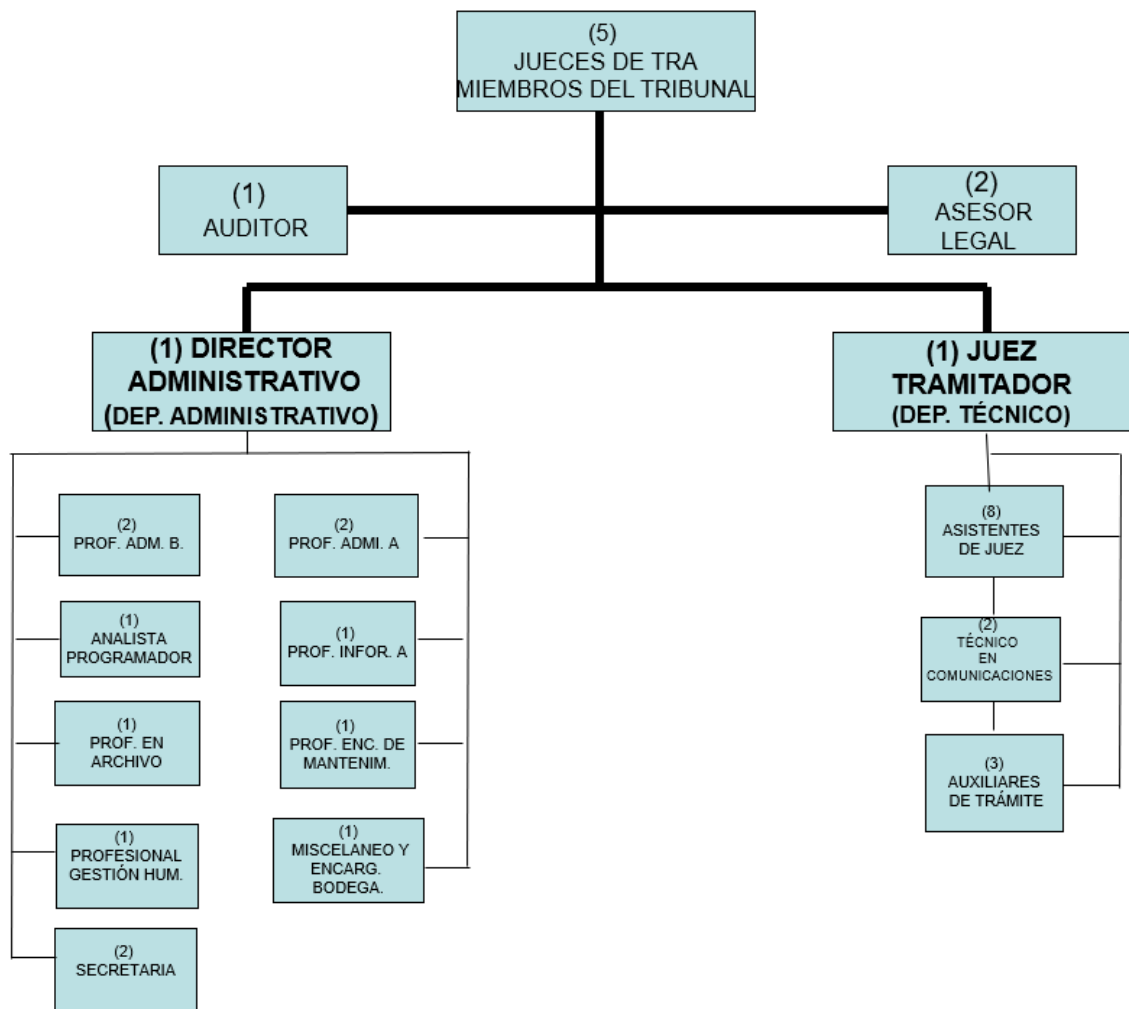 (5)
JUECES DE TRA
MIEMBROS DEL TRIBUNAL
(1)
AUDITOR
(2)
ASESOR
LEGAL
(1) DIRECTOR
ADMINISTRATIVO
(DEP. ADMINISTRATIVO)
(1) JUEZ
TRAMITADOR
(DEP. TÉCNICO)
(2)
PROF. ADM. B.
(2)
PROF. ADMI. A
(1)
ANALISTA
PROGRAMADOR
(1)
PROF. INFOR. A
(1)
PROF. EN
ARCHIVO
(1)
PROF. ENC. DE
MANTENIM.
(1)
PROFESIONAL
GESTIÓN HUM.
(1)
MISCELANEO Y
ENCARG.
BODEGA.
(2)
SECRETARIA
(8)
ASISTENTES
DE JUEZ
(2)
TÉCNICO
EN
COMUNICACIONES
(3)
AUXILIARES
DE TRÁMITE